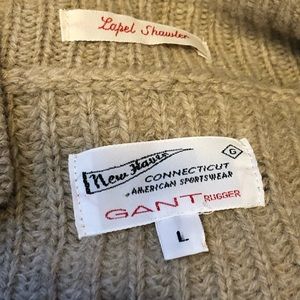 Lapel Shawler
New Haven
G
CONNECTICUT
AMERICAN SPORTSWEAR
GANT RUGGER
L